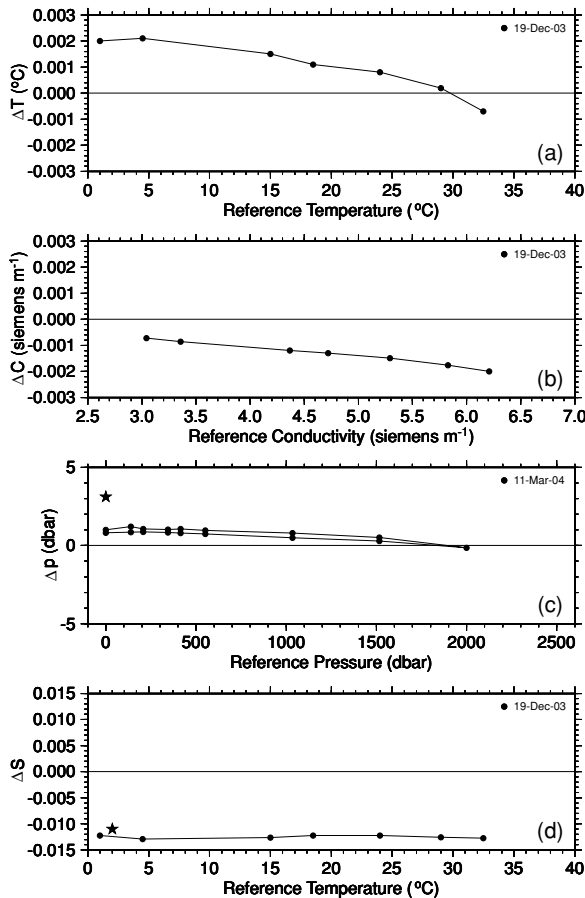 0.003
0.002
0.001
0.000
-0.001
-0.002
-0.003
ΔT (ºC)
19-Dec-03
(a)
0 5 10 15 20 25 30 35 40
Reference Temperature (ºC)
0.003
0.002
0.001
0.000
-0.001
-0.002
-0.003
ΔC (siemens m-1)
19-Dec-03
(b)
2.5 3.0 3.5 4.0 4.5 5.0 5.5 6.0 6.5 7.0
Reference Conductivity (siemens m-1)
5
0
-5
Δp (dbar)
11-Mar-04
(c)
0 500 1000 1500 2000 2500
Reference Pressure (dbar)
0.015
0.010
0.005
0.000
-0.005
-0.010
-0.015
ΔS
19-Dec-03
(d)
0 5 10 15 20 25 30 35 40
Reference Temperature (ºC)